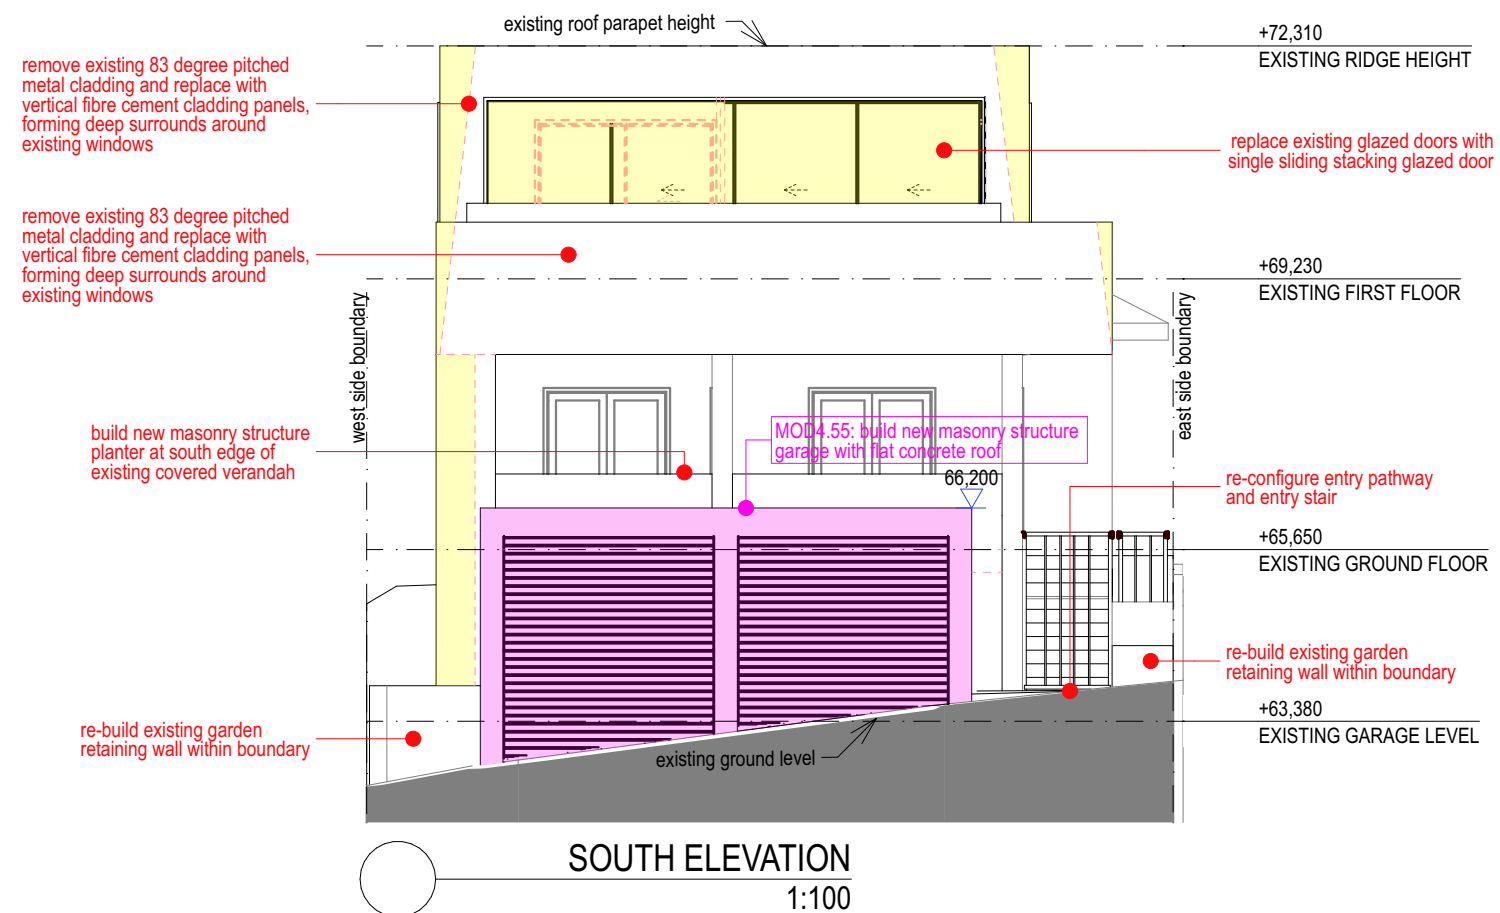 existing roof parapet height
+72,310
EXISTING RIDGE HEIGHT
remove existing 83 degree pitched
metal cladding and replace with
vertical fibre cement cladding panels,
forming deep surrounds around
existing windows
replace existing glazed doors with
single sliding stacking glazed door
remove existing 83 degree pitched
metal cladding and replace with
vertical fibre cement cladding panels,
forming deep surrounds around
existing windows
+69,230
EXISTING FIRST FLOOR
west side boundary
east side boundary
build new masonry structure
planter at south edge of
existing covered verandah
MOD4.55: build new masonry structure
garage with flat concrete roof
66,200
re-configure entry pathway
and entry stair
+65,650
EXISTING GROUND FLOOR
re-build existing garden
retaining wall within boundary
+63,380
EXISTING GARAGE LEVEL
re-build existing garden
retaining wall within boundary
existing ground level
SOUTH ELEVATION
1:100